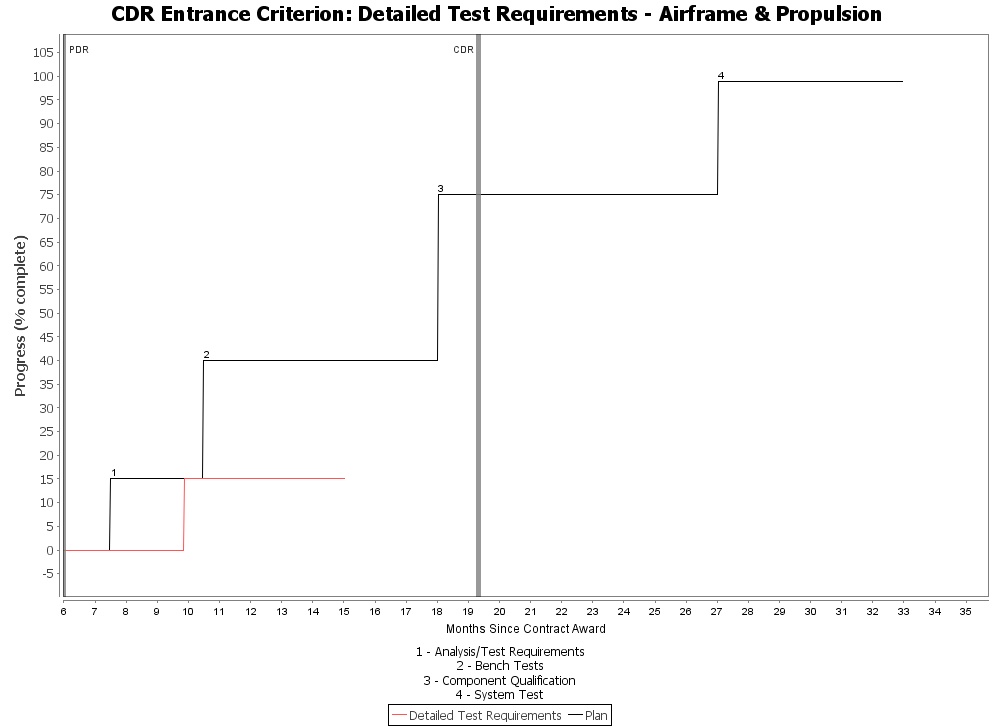 CDR Entrance Criterion: Detailed Test Requirements - Airframe & Propulsion
Progress (% complete)
105
100
95
90
85
80
75
70
65
60
55
50
45
40
35
30
25
20
15
10
5
0
-5
PDR
CDR
1
2
3
4
6 7 8 9 10 11 12 13 14 15 16 17 18 19 20 21 22 23 24 25 26 27 28 29 30 31 32 33 34 35
Months Since Contract Award
1 - Analysis/Test Requirements
2 - Bench Tests
3 - Component Qualification
4 - System Test
Detailed Test Requirements Plan